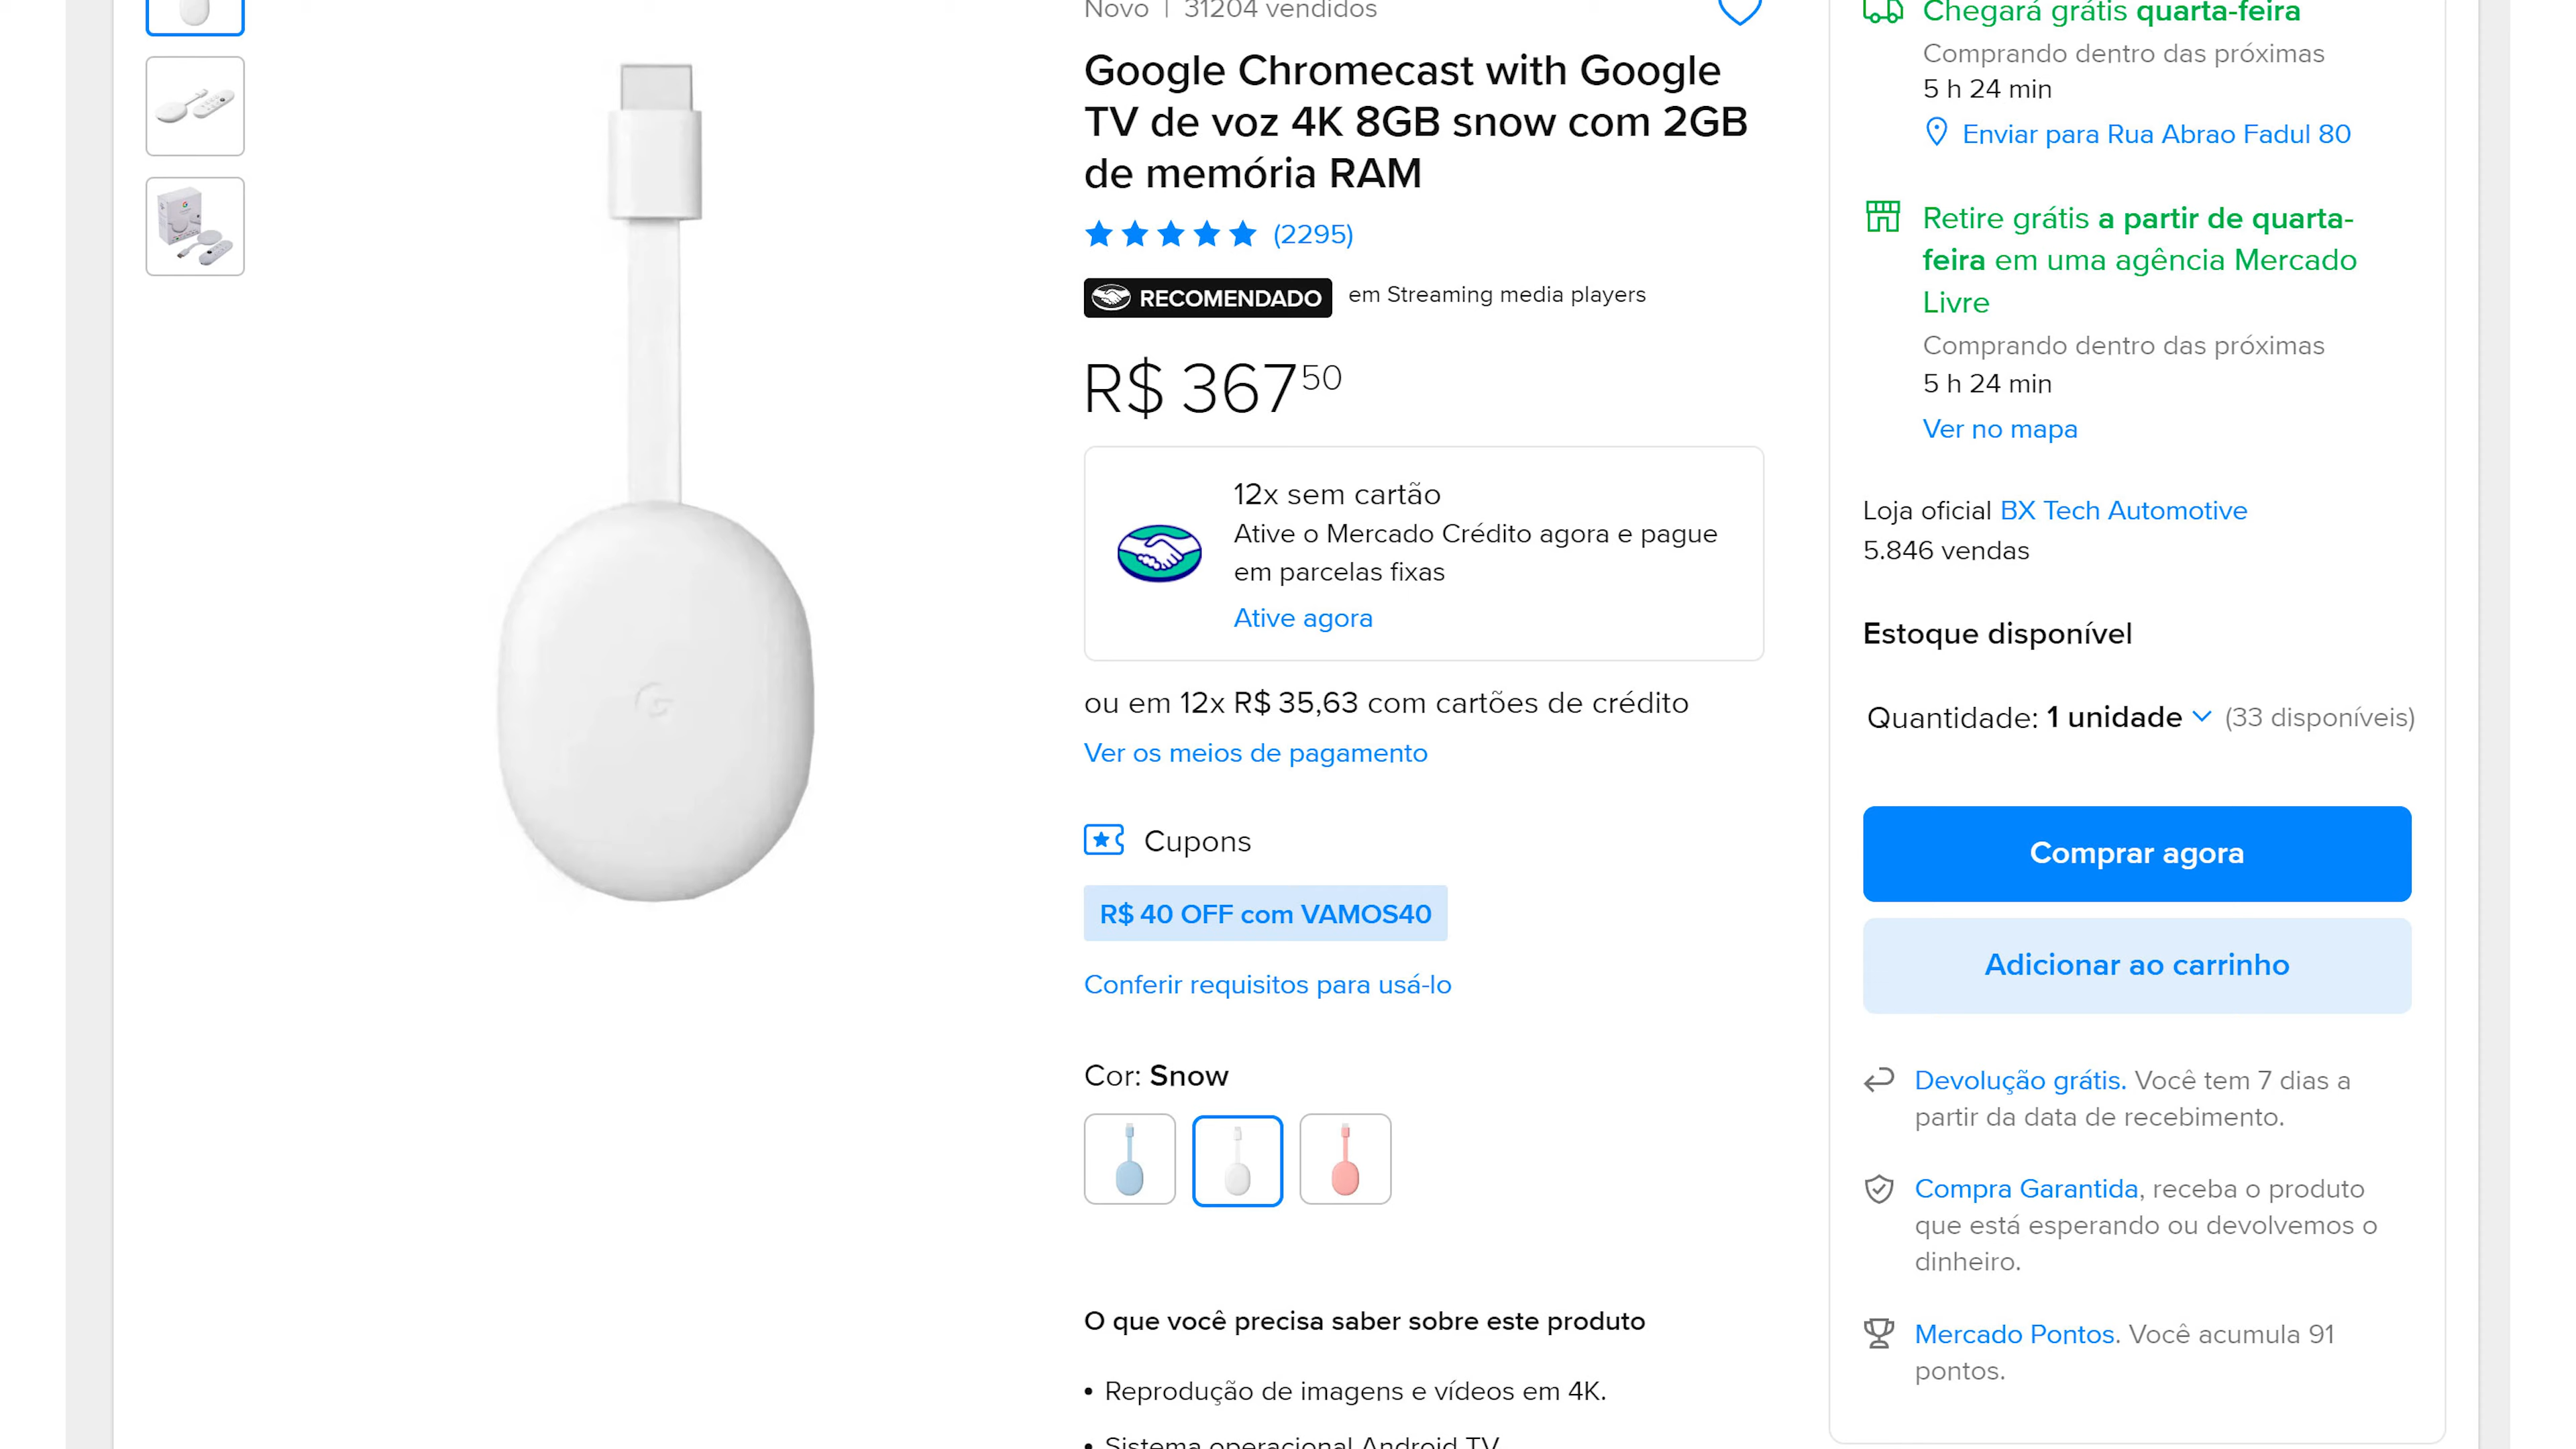 Novo | 31204 vendidos
Google Chromecast with Google
TV de voz 4K 8GB snow com 2GB
de memória RAM
(2295)
RECOMENDADO em Streaming media players
R$ 367 50
12x sem cartão
Ative o Mercado Crédito agora e pague
em parcelas fixas
Ative agora
ou em 12x R$ 35,63 com cartões de crédito
Ver os meios de pagamento
Cupons
R$ 40 OFF com VAMOS40
Conferir requisitos para usá-lo
Cor: Snow
O que você precisa saber sobre este produto
• Reprodução de imagens e vídeos em 4K.
• Sistema operacional Android TV
Chegará grátis quarta-feira
Comprando dentro das próximas
5 h 24 min
Enviar para Rua Abrao Fadul 80
Retire grátis a partir de quarta-
feira em uma agência Mercado
Livre
Comprando dentro das próximas
5 h 24 min
Ver no mapa
Loja oficial BX Tech Automotive
5.846 vendas
Estoque disponível
Quantidade: 1 unidade (33 disponíveis)
Comprar agora
Adicionar ao carrinho
Devolução grátis. Você tem 7 dias a
partir da data de recebimento.
Compra Garantida, receba o produto
que está esperando ou devolvemos o
dinheiro.
Mercado Pontos. Você acumula 91
pontos.